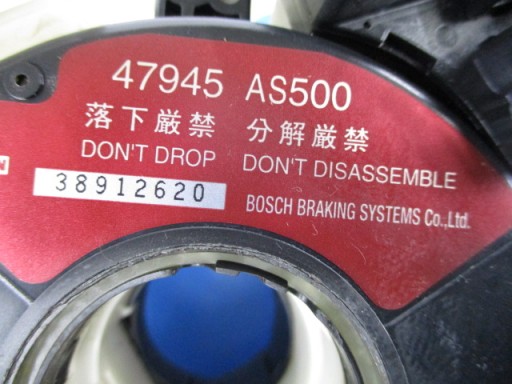 47945 AS500
落下厳禁 分解厳禁
DON'T DROP DON'T DISASSEMBLE
38912620 BOSCH BRAKING SYSTEMS Co.,Ltd.